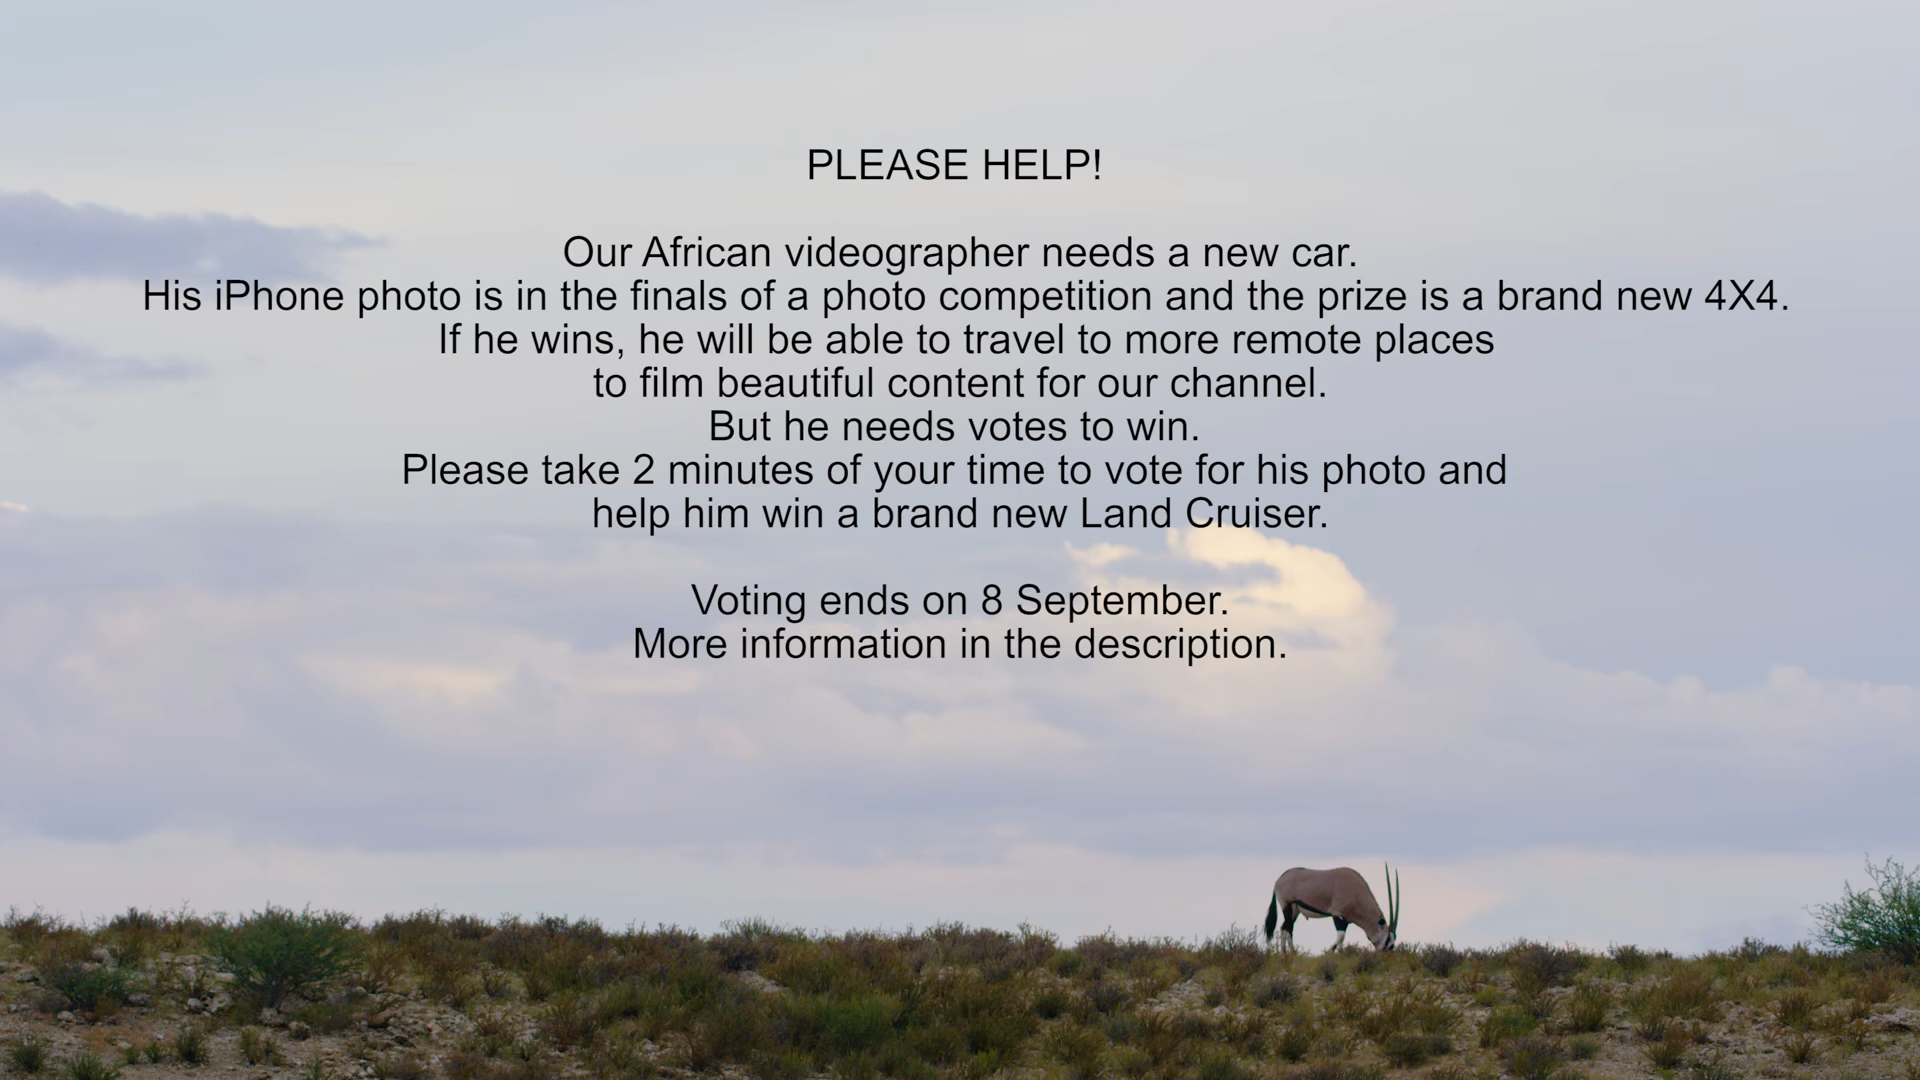 PLEASE HELP!
Our African videographer needs a new car.
His iPhone photo is in the finals of a photo competition and the prize is a brand new 4X4.
If he wins, he will be able to travel to more remote places
to film beautiful content for our channel.
But he needs votes to win.
Please take 2 minutes of your time to vote for his photo and
help him win a brand new Land Cruiser.
Voting ends on 8 September.
More information in the description.